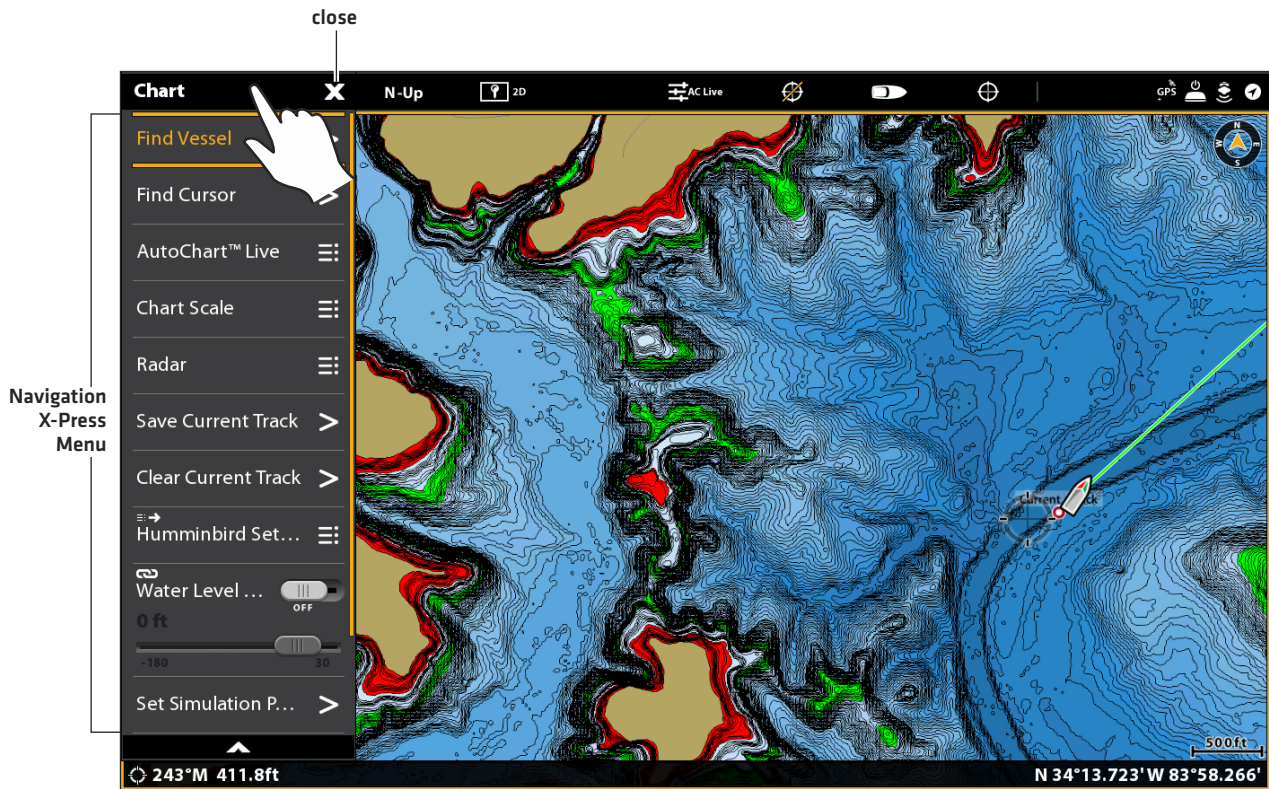 close
Chart
X
N-Up
2D
AC Live
GPS
Find Vessel
Find Cursor
AutoChart™ Live
Chart Scale
Radar
Save Current Track
Clear Current Track
Humminbird Set...
Water Level ...
OFF
0 ft
-180
30
Set Simulation P...
Navigation
X-Press
Menu
N
W
E
S
500ft
243°M 411.8ft
N 34°13.723' W 83°58.266'